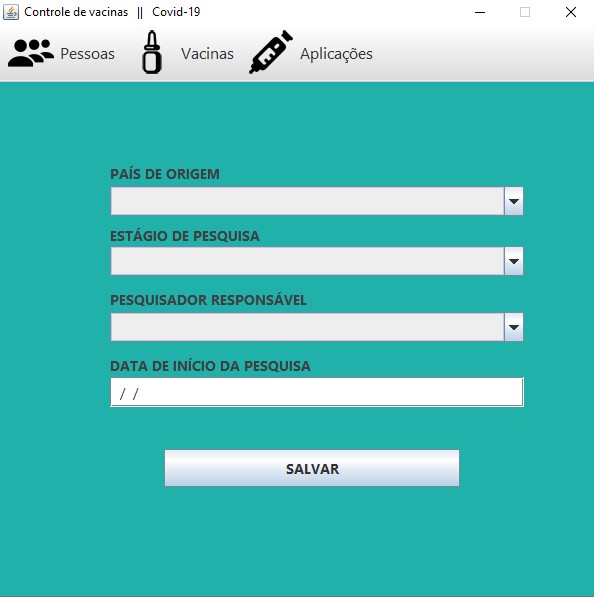 Controle de vacinas || Covid-19
Pessoas Vacinas Aplicações
PAÍS DE ORIGEM
ESTÁGIO DE PESQUISA
PESQUISADOR RESPONSÁVEL
DATA DE INÍCIO DA PESQUISA
/ /
SALVAR